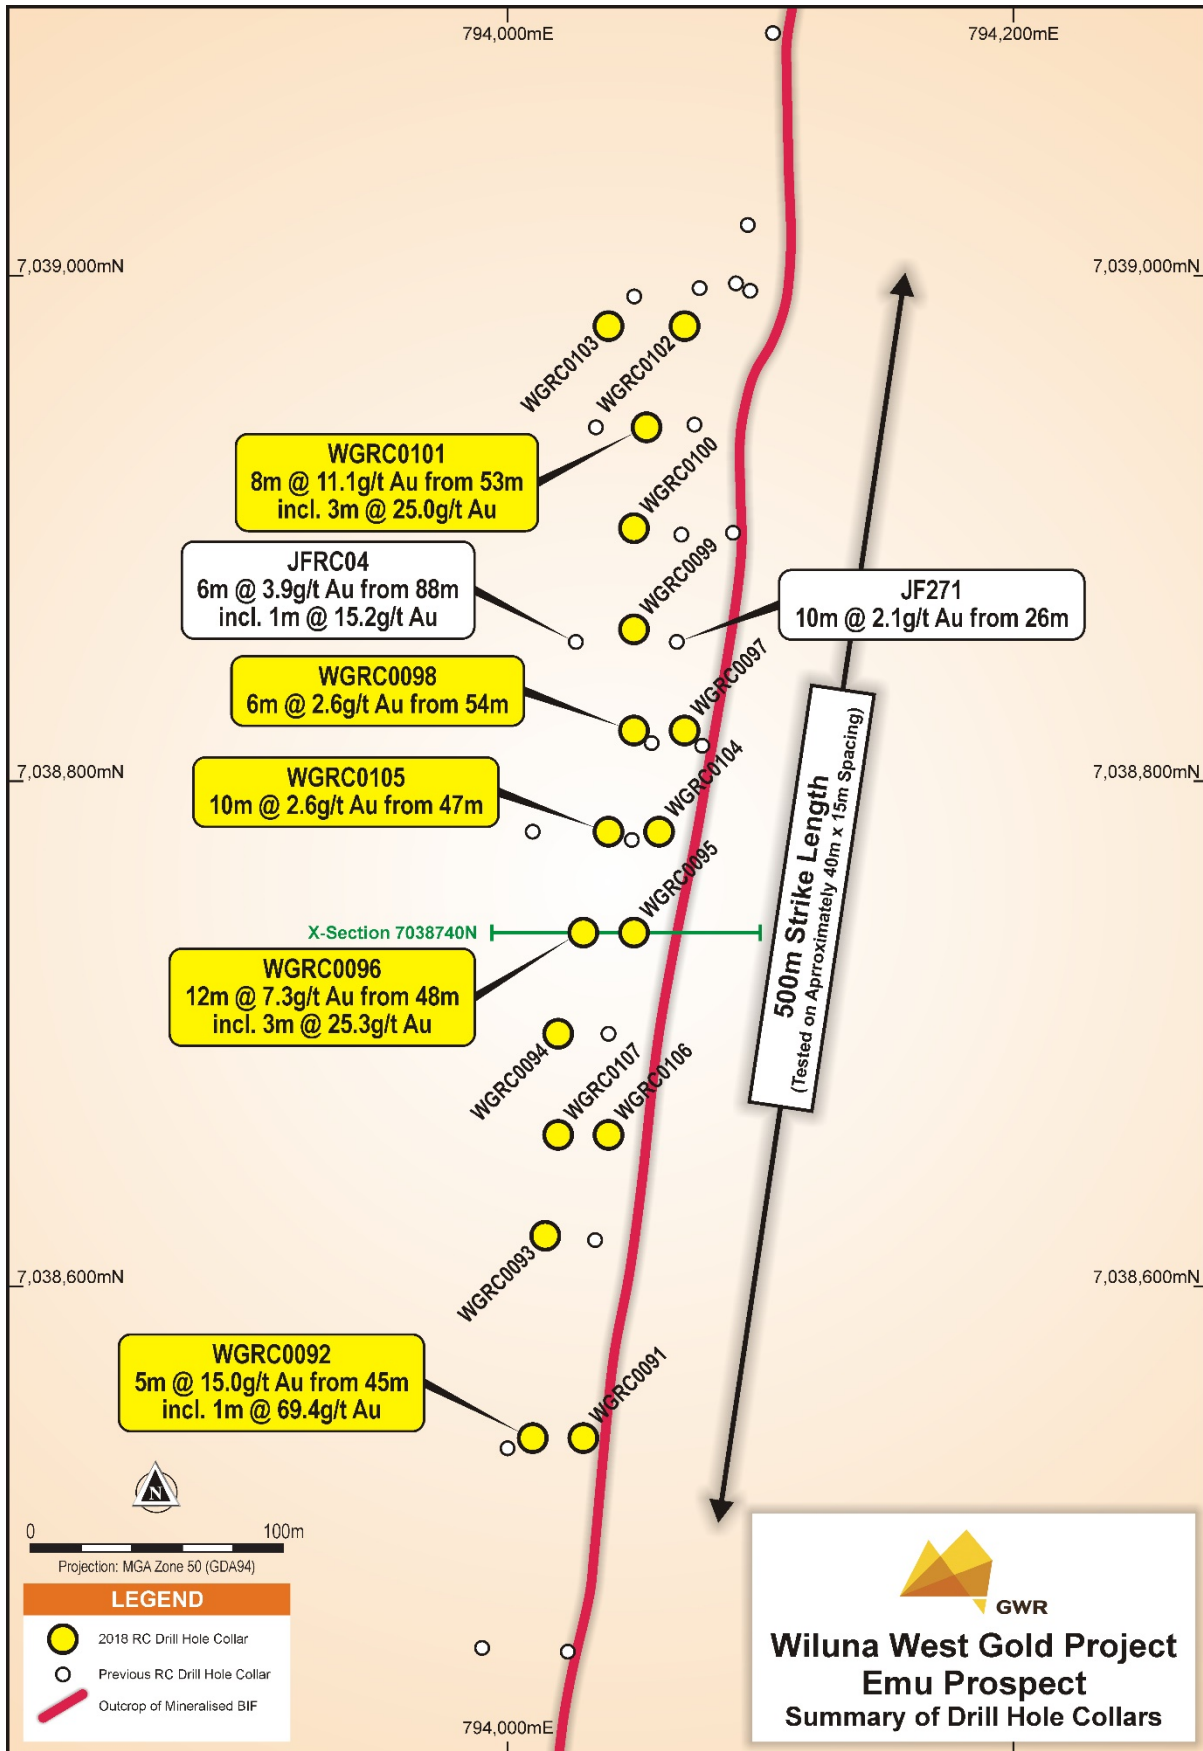 794,000mE
794,200mE
7,039,000mN
7,039,000mN
WGRC0103
WGRC0102
WGRC0101
8m @ 11.1g/t Au from 53m
incl. 3m @ 25.0g/t Au
WGRC0100
JFRC04
6m @ 3.9g/t Au from 88m
incl. 1m @ 15.2g/t Au
WGRC0099
JF271
10m @ 2.1g/t Au from 26m
WGRC0098
6m @ 2.6g/t Au from 54m
WGRC0097
7,038,800mN
7,038,800mN
WGRC0105
10m @ 2.6g/t Au from 47m
WGRC0104
500m Strike Length
(Tested on Aprroximately 40m x 15m Spacing)
WGRC0095
X-Section 7038740N
WGRC0096
12m @ 7.3g/t Au from 48m
incl. 3m @ 25.3g/t Au
WGRC0094
WGRC0107
WGRC0106
WGRC0093
7,038,600mN
7,038,600mN
WGRC0092
5m @ 15.0g/t Au from 45m
incl. 1m @ 69.4g/t Au
WGRC0091
N
0 100m
Projection: MGA Zone 50 (GDA94)
LEGEND
2018 RC Drill Hole Collar
Previous RC Drill Hole Collar
Outcrop of Mineralised BIF
794,000mE
GWR
Wiluna West Gold Project
Emu Prospect
Summary of Drill Hole Collars